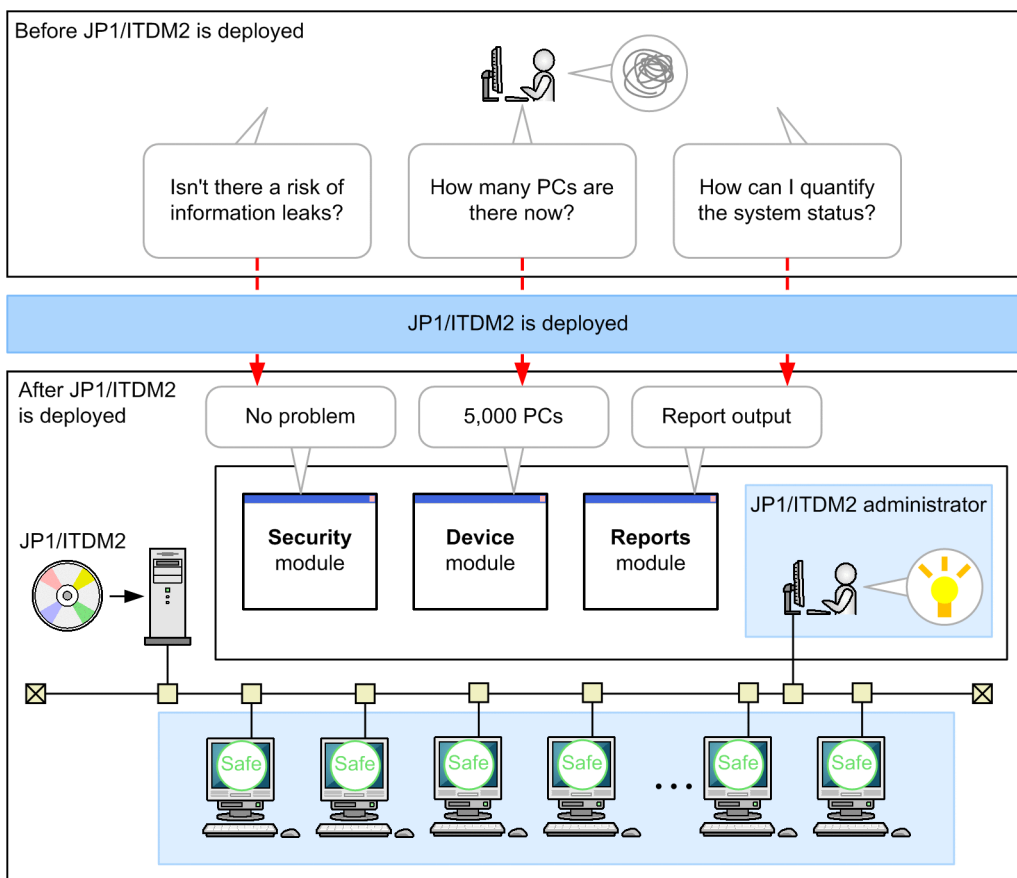 Before JP1/ITDM2 is deployed
Isn't there a risk of
information leaks?
How many PCs are
there now?
How can I quantify
the system status?
JP1/ITDM2 is deployed
After JP1/ITDM2
is deployed
No problem
5,000 PCs
Report output
JP1/ITDM2
Security
module
Device
module
Reports
module
JP1/ITDM2 administrator
Safe
Safe
Safe
Safe
...
Safe
Safe